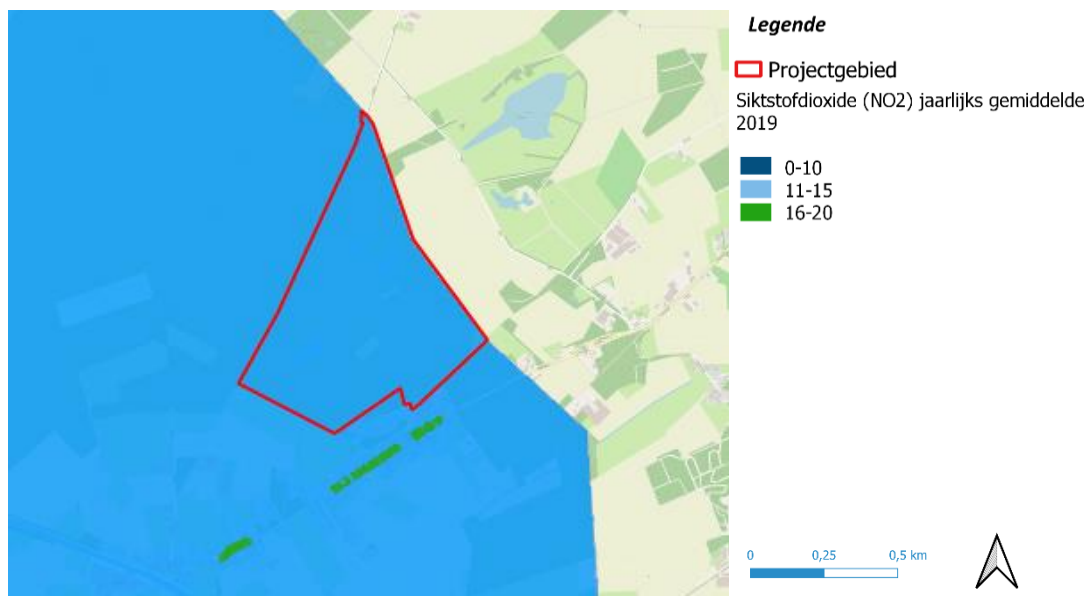 Legende
Projectgebied
Siktstofdioxide (NO2) jaarlijks gemiddelde
2019
0-10
11-15
16-20
0 0,25 0,5 km